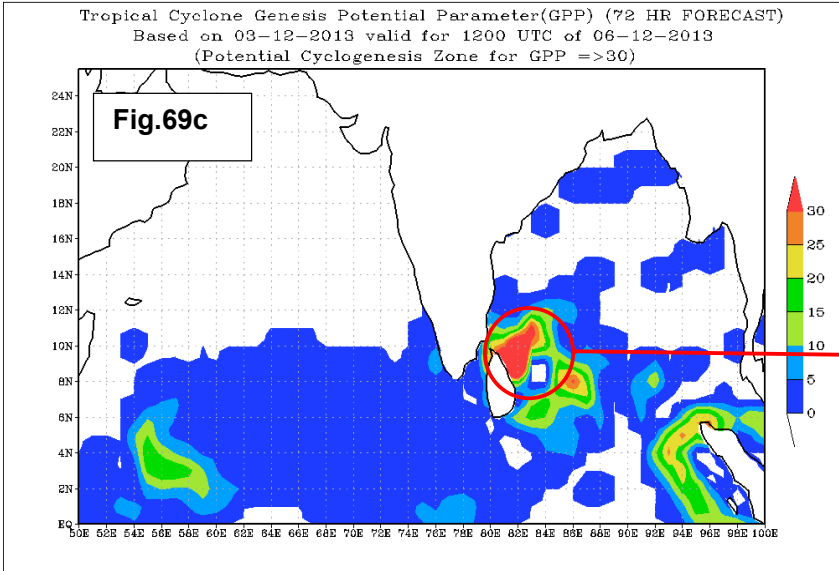 Tropical Cyclone Genesis Potential Parameter(GPP) (72 HR FORECAST)
Based on 03-12-2013 valid for 1200 UTC of 06-12-2013
(Potential Cyclogenesis Zone for GPP =>30)
Fig.69c
24N
22N
20N
18N
16N
14N
12N
10N
8N
6N
4N
2N
EQ
50E 52E 54E 56E 58E 60E 62E 64E 66E 68E 70E 72E 74E 76E 78E 80E 82E 84E 86E 88E 90E 92E 94E 96E 98E 100E
30
25
20
15
10
5
0